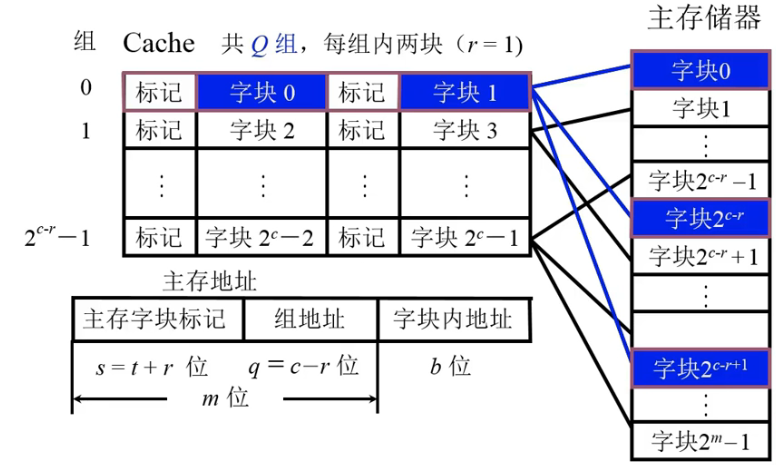 组 Cache 共 Q 组，每组内两块（r = 1）
0 标记 字块 0 标记 字块 1
1 标记 字块 2 标记 字块 3
⋮ ⋮ ⋮ ⋮
2^{c-r}－1 标记 字块 2^c－2 标记 字块 2^c－1
主存地址
主存字块标记 组地址 字块内地址
s = t + r 位 q ＝ c－r 位 b 位
m 位
主存储器
字块0
字块1
⋮
字块2^{c-r}－1
字块2^{c-r}
字块2^{c-r}＋1
⋮
字块2^{c-r+1}
⋮
字块2^m－1